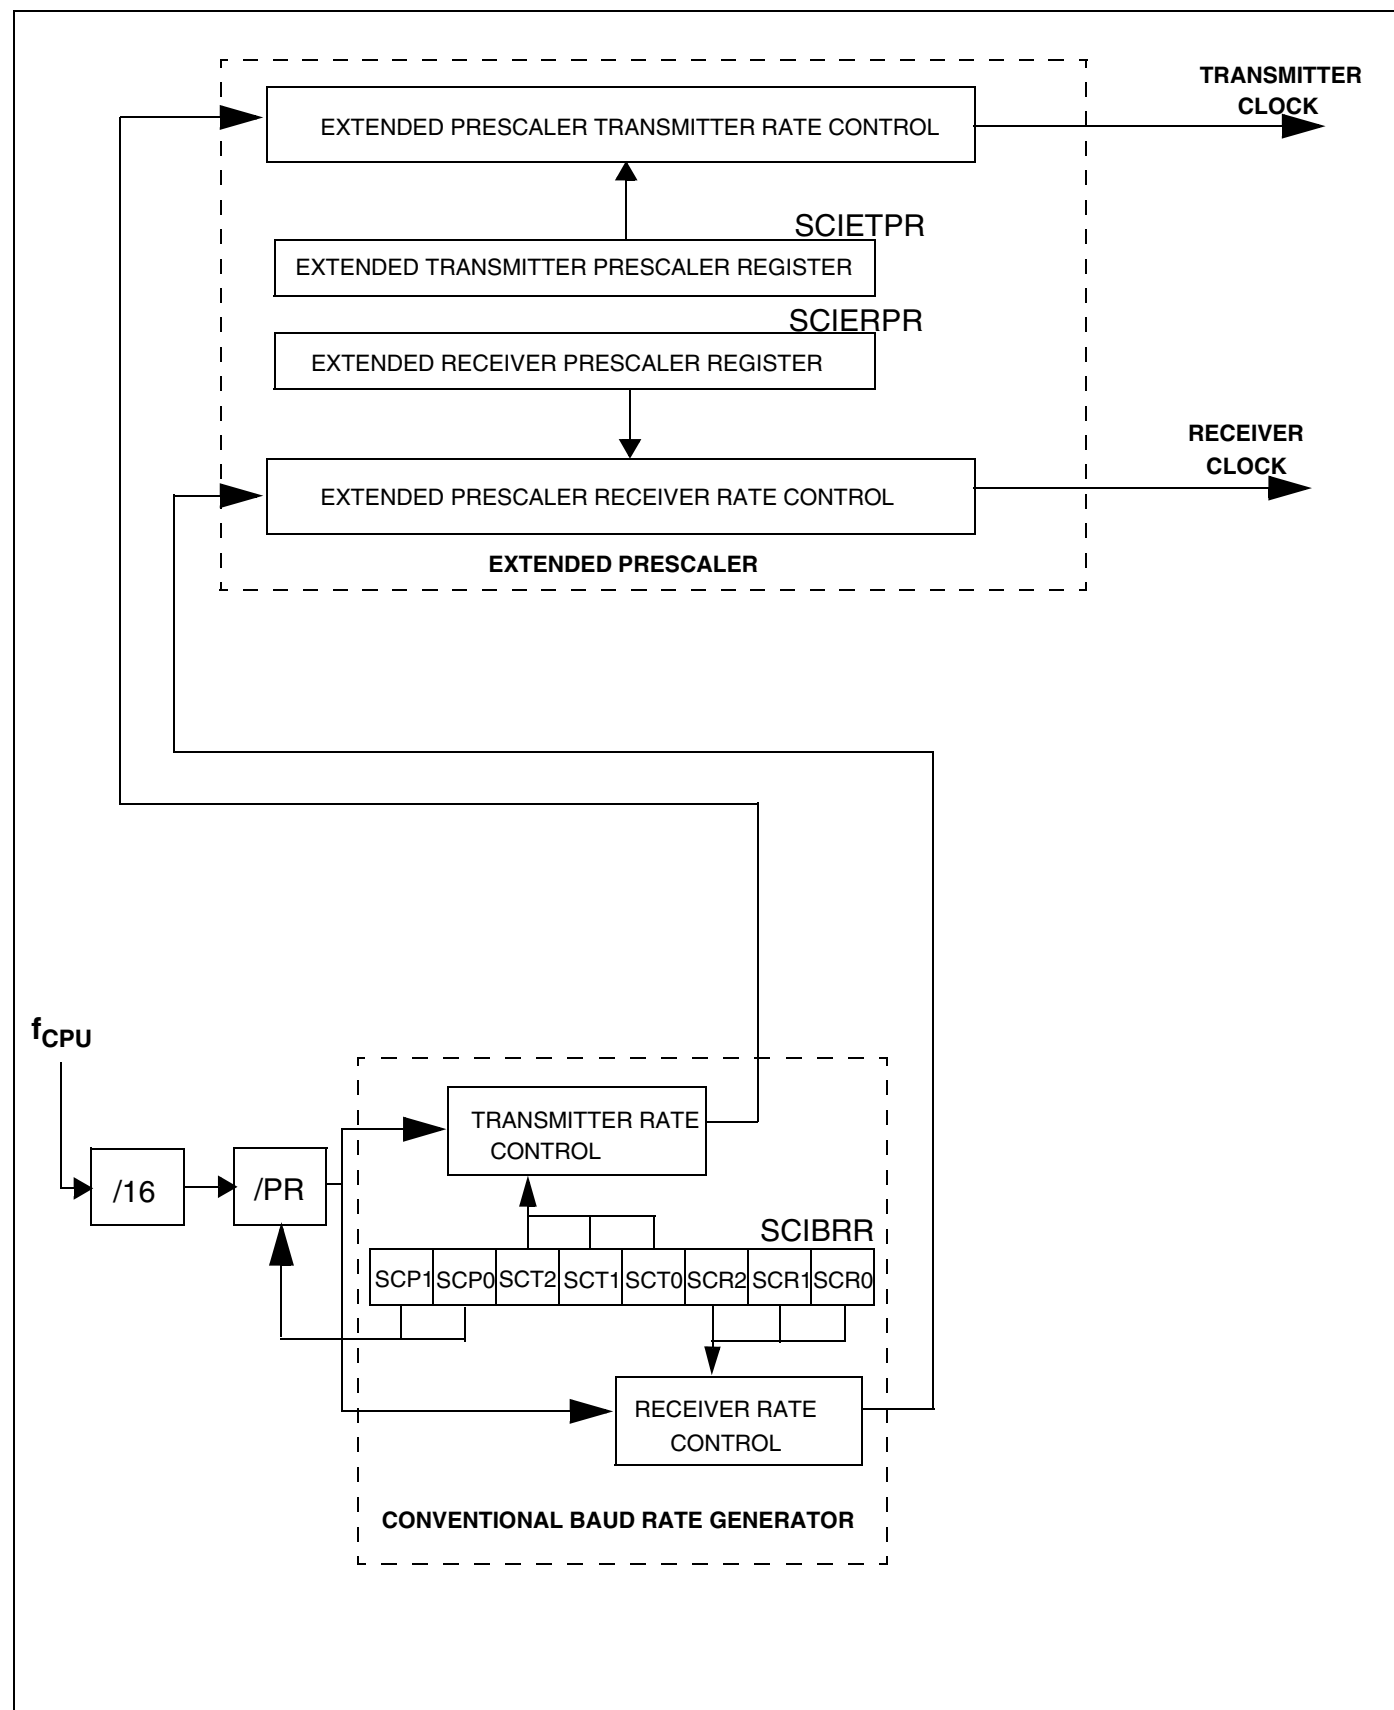 TRANSMITTER
CLOCK
EXTENDED PRESCALER TRANSMITTER RATE CONTROL
SCIETPR
EXTENDED TRANSMITTER PRESCALER REGISTER
SCIERPR
EXTENDED RECEIVER PRESCALER REGISTER
RECEIVER
CLOCK
EXTENDED PRESCALER RECEIVER RATE CONTROL
EXTENDED PRESCALER
fCPU
TRANSMITTER RATE
CONTROL
/16
/PR
SCIBRR
SCP1 SCP0 SCT2 SCT1 SCT0 SCR2 SCR1 SCR0
RECEIVER RATE
CONTROL
CONVENTIONAL BAUD RATE GENERATOR